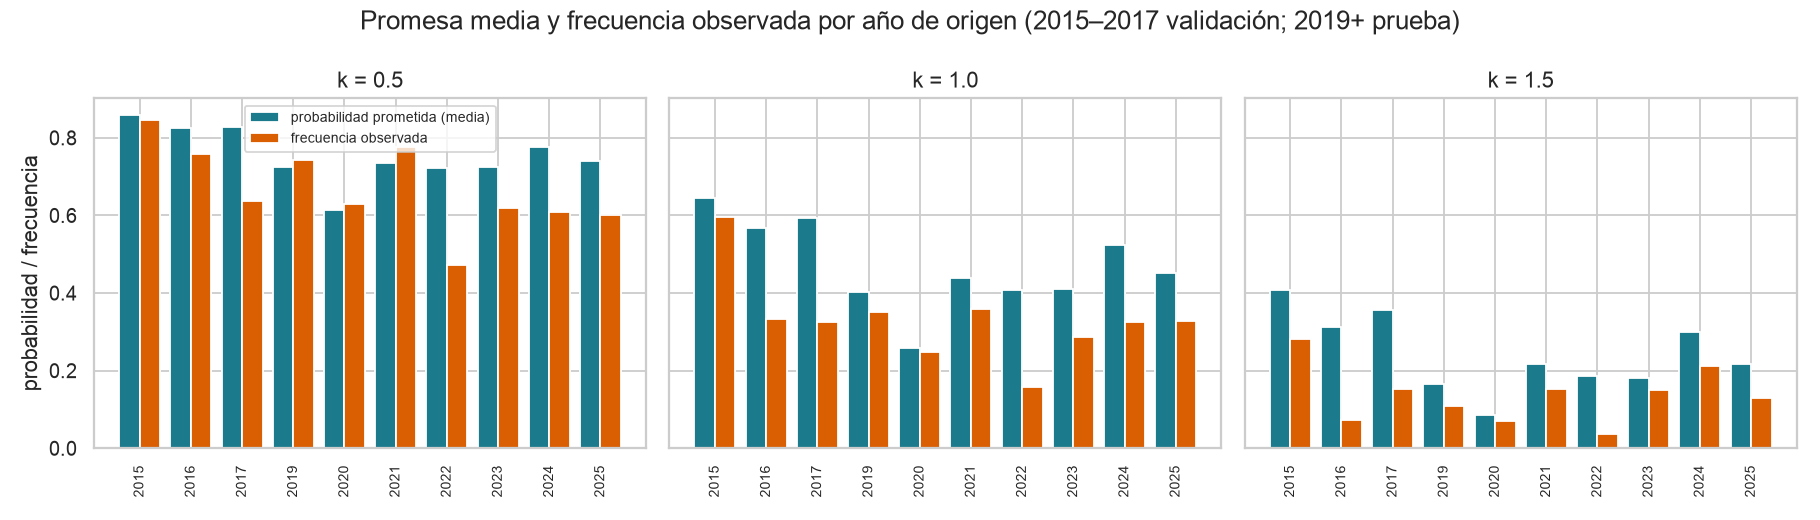 Promesa media y frecuencia observada por año de origen (2015–2017 validación; 2019+ prueba)
k = 0.5
k = 1.0
k = 1.5
probabilidad prometida (media)
frecuencia observada
probabilidad / frecuencia
0.8
0.6
0.4
0.2
0.0
2015 2016 2017 2019 2020 2021 2022 2023 2024 2025
2015 2016 2017 2019 2020 2021 2022 2023 2024 2025
2015 2016 2017 2019 2020 2021 2022 2023 2024 2025